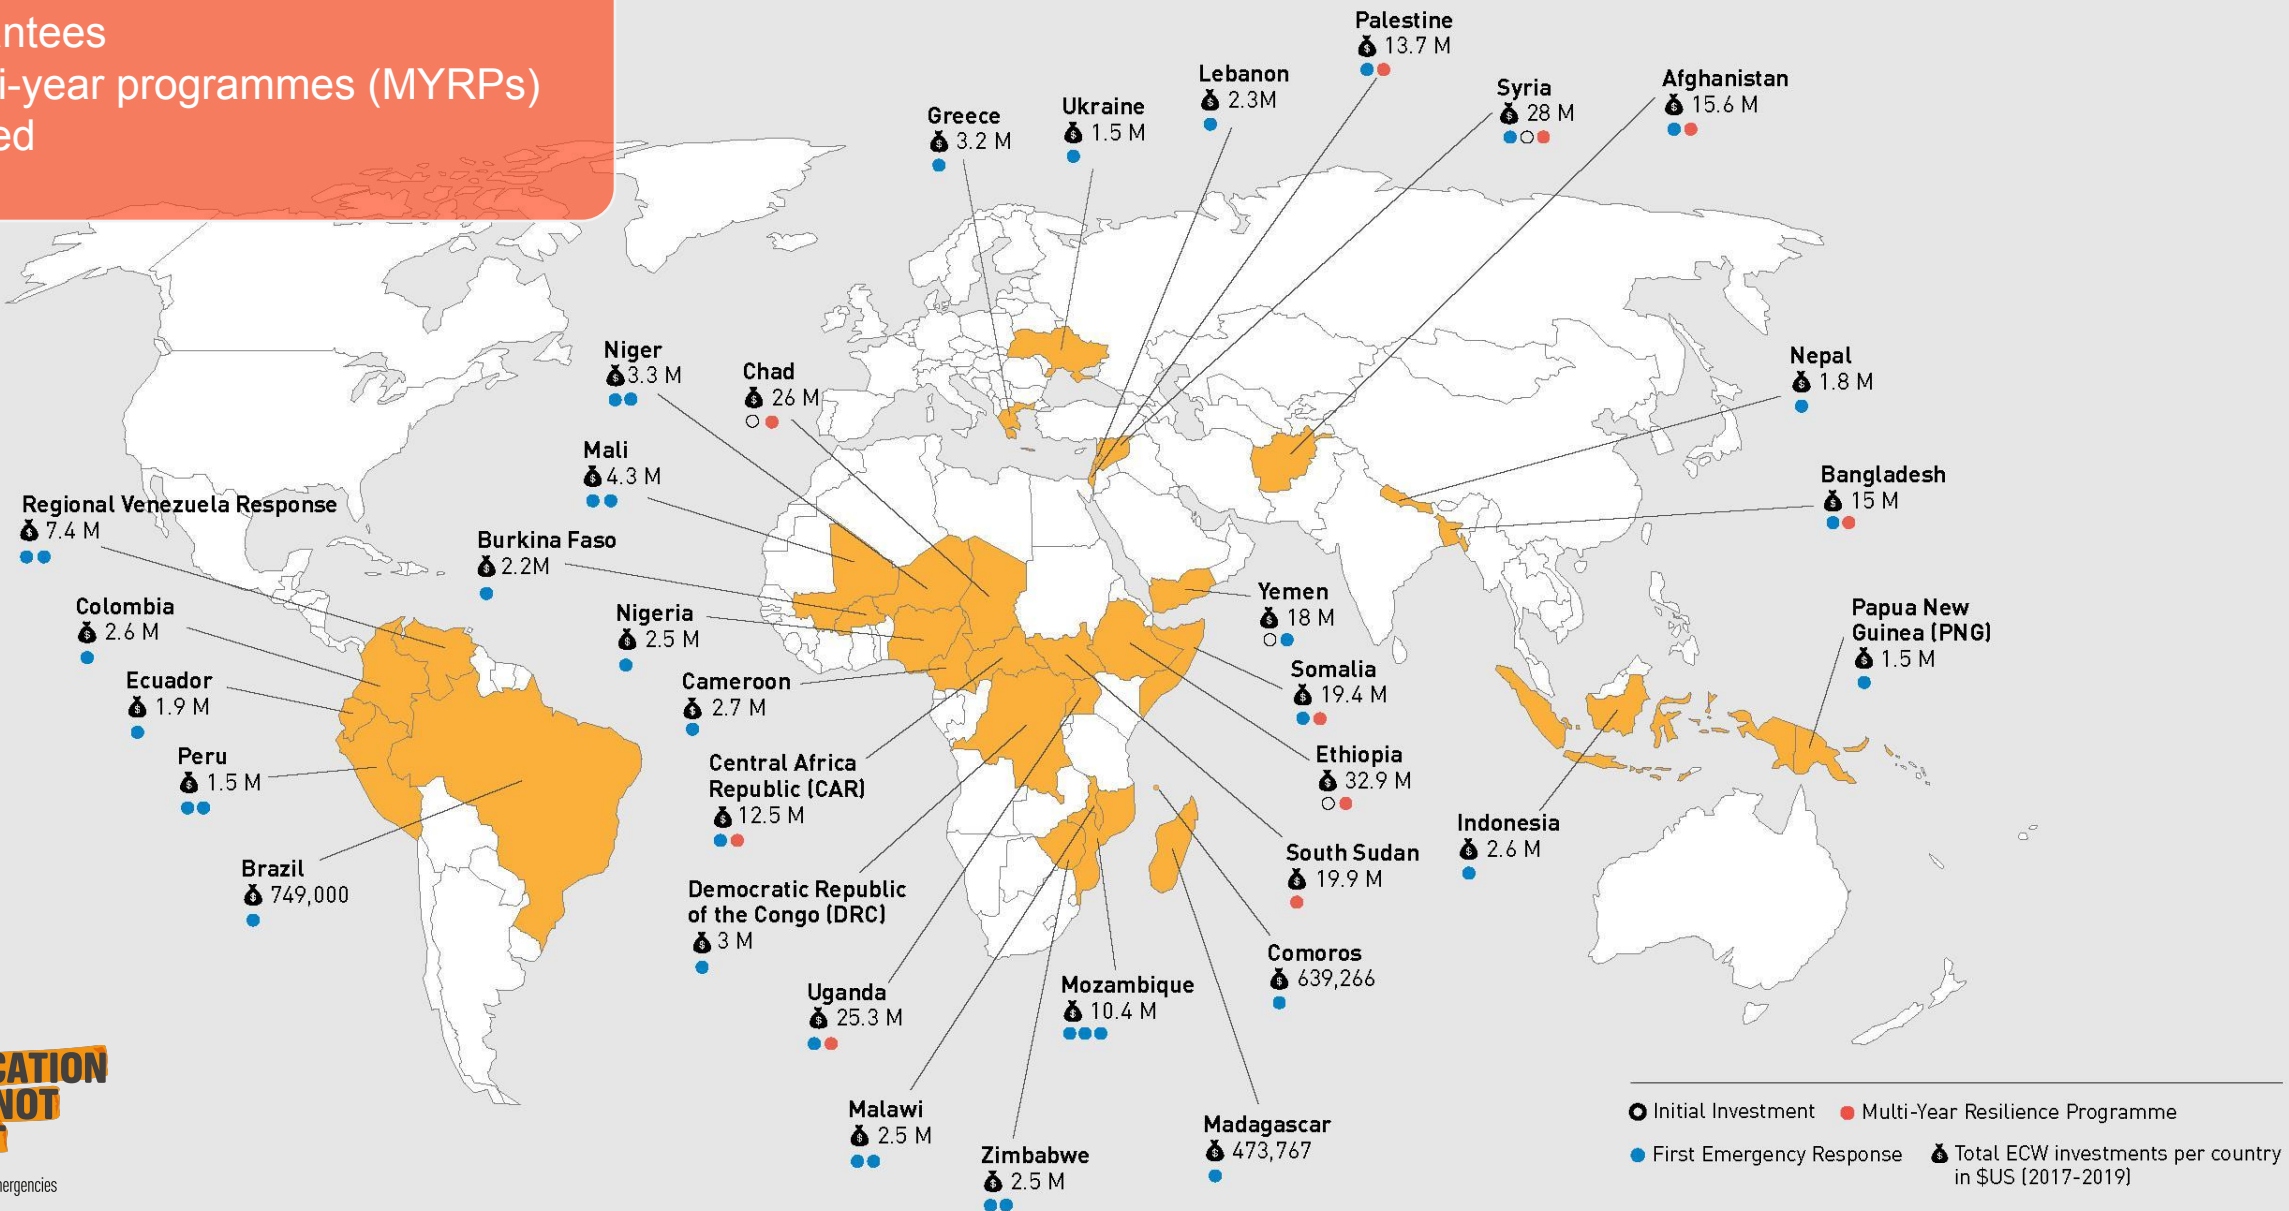 (MYRPs)
programmes
Palestine
13.7 M
Lebanon
2.3M
Syria
28 M
Afghanistan
15.6 M
Greece
3.2 M
Ukraine
1.5 M
Niger
3.3 M
Chad
26 M
Nepal
1.8 M
Mali
4.3 M
Bangladesh
15 M
Regional Venezuela Response
7.4 M
Burkina Faso
2.2M
Colombia
2.6 M
Nigeria
2.5 M
Yemen
18 M
Papua New
Guinea (PNG)
1.5 M
Ecuador
1.9 M
Cameroon
2.7 M
Somalia
19.4 M
Peru
1.5 M
Central Africa
Republic (CAR)
12.5 M
Ethiopia
32.9 M
Brazil
749,000
Democratic Republic
of the Congo (DRC)
3 M
South Sudan
19.9 M
Indonesia
2.6 M
Uganda
25.3 M
Mozambique
10.4 M
Comoros
639,266
Malawi
2.5 M
Zimbabwe
2.5 M
Madagascar
473,767
CATION
NOT
Initial Investment
Multi-Year Resilience Programme
First Emergency Response
Total ECW investments per country
in $US (2017-2019)